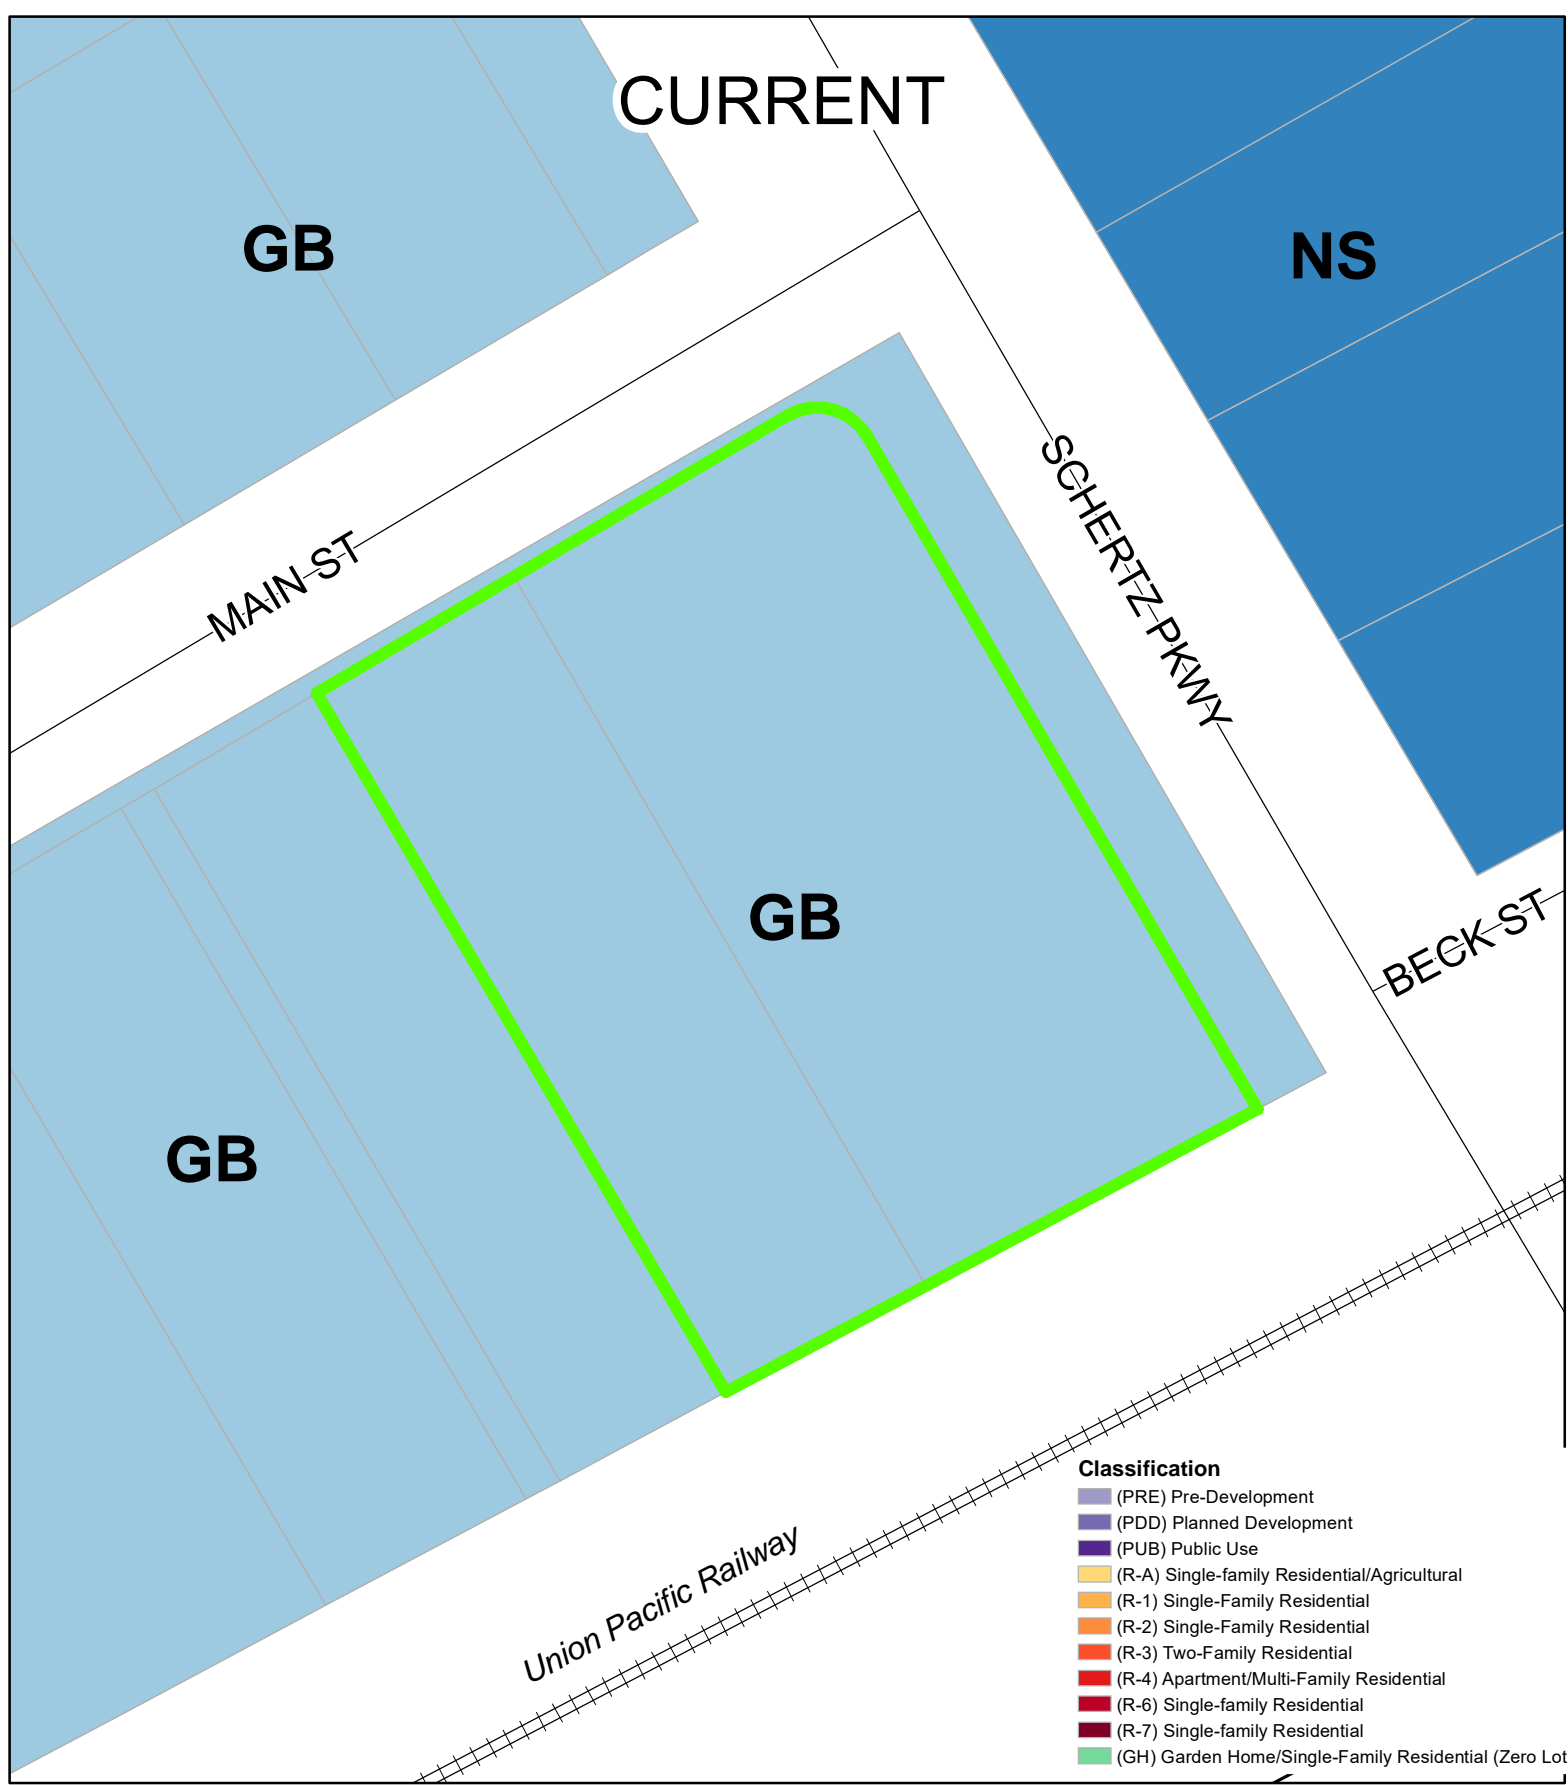 CURRENT
GB
NS
MAIN ST
SCHERTZ PKWY
GB
BECK ST
GB
Union Pacific Railway
Classification
(PRE) Pre-Development
(PDD) Planned Development
(PUB) Public Use
(R-A) Single-family Residential/Agricultural
(R-1) Single-Family Residential
(R-2) Single-Family Residential
(R-3) Two-Family Residential
(R-4) Apartment/Multi-Family Residential
(R-6) Single-family Residential
(R-7) Single-family Residential
(GH) Garden Home/Single-Family Residential (Zero Lot